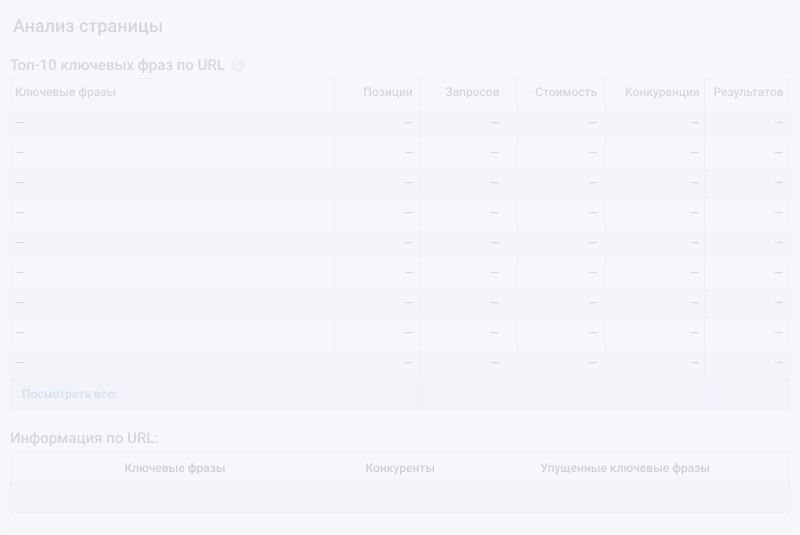 Анализ страницы
Топ-10 ключевых фраз по URL
Ключевые фразы Позиции Запросов Стоимость Конкуренция Результатов
— — — — — —
— — — — — —
— — — — — —
— — — — — —
— — — — — —
— — — — — —
— — — — — —
— — — — — —
— — — — — —
Посмотреть все:
Информация по URL:
Ключевые фразы Конкуренты Упущенные ключевые фразы